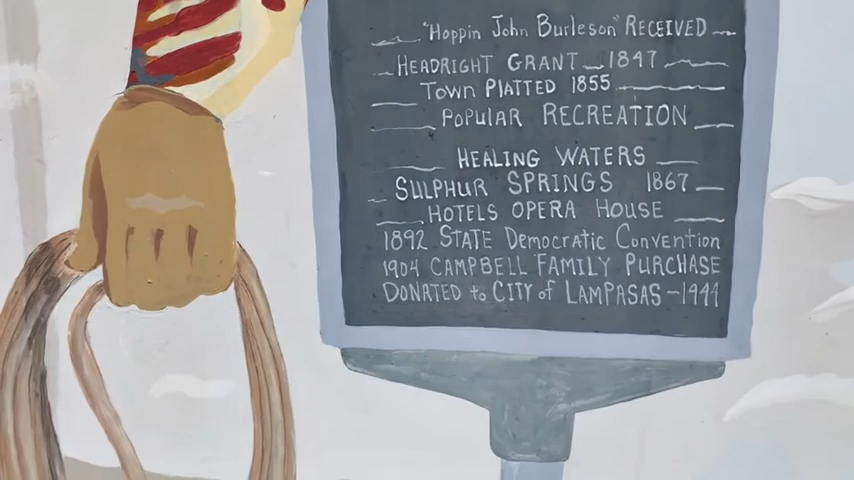 "Hoppin John Burleson" RECEIVED
HEADRIGHT GRANT 1847
TOWN PLATTED 1855
POPULAR RECREATION
HEALING WATERS
SULPHUR SPRINGS 1867
HOTELS OPERA HOUSE
1892 STATE Democratic Convention
1904 CAMPBELL FAMILY PURCHASE
DONATED to CITY of LAMPASAS - 1944